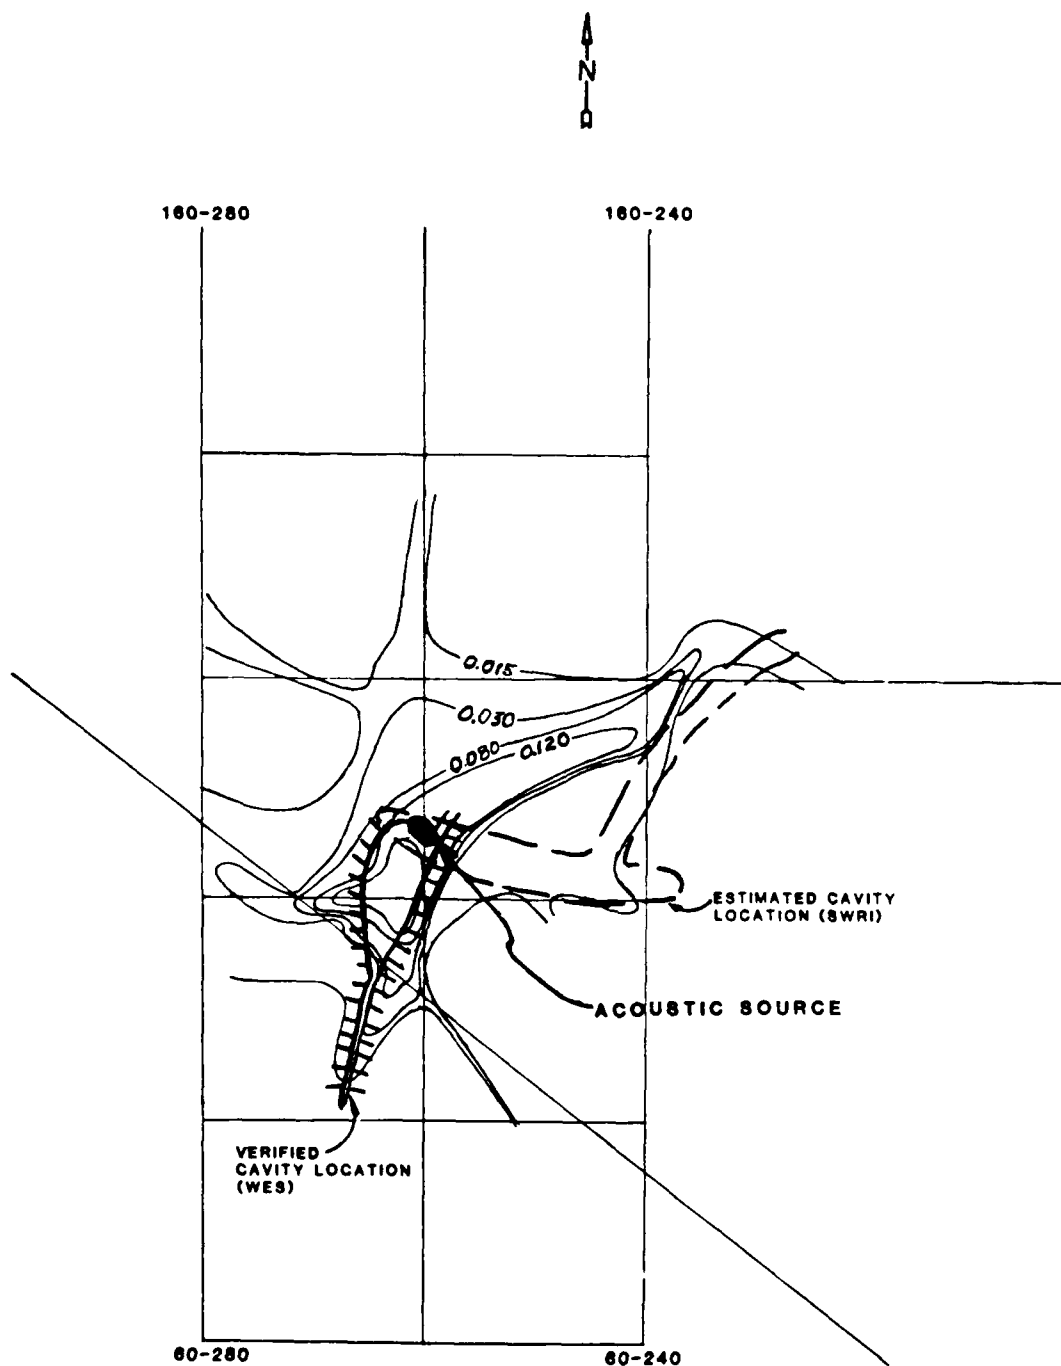 N
160-280
160-240
0.015
0.030
0.080
0.120
ESTIMATED CAVITY
LOCATION (SWRI)
ACOUSTIC SOURCE
VERIFIED
CAVITY LOCATION
(WES)
60-280
60-240